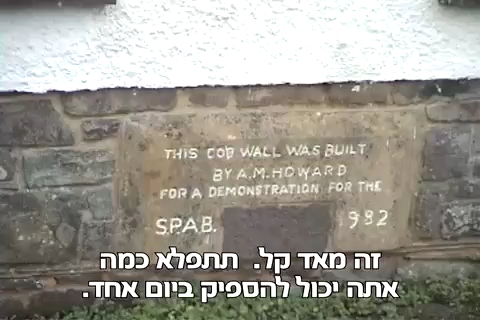 THIS COB WALL WAS BUILT
BY A.M. HOWARD
FOR A DEMONSTRATION FOR THE
S.P.A.B. 982
זה מאד קל. תתפלא כמה
אתה יכול להספיק ביום אחד.